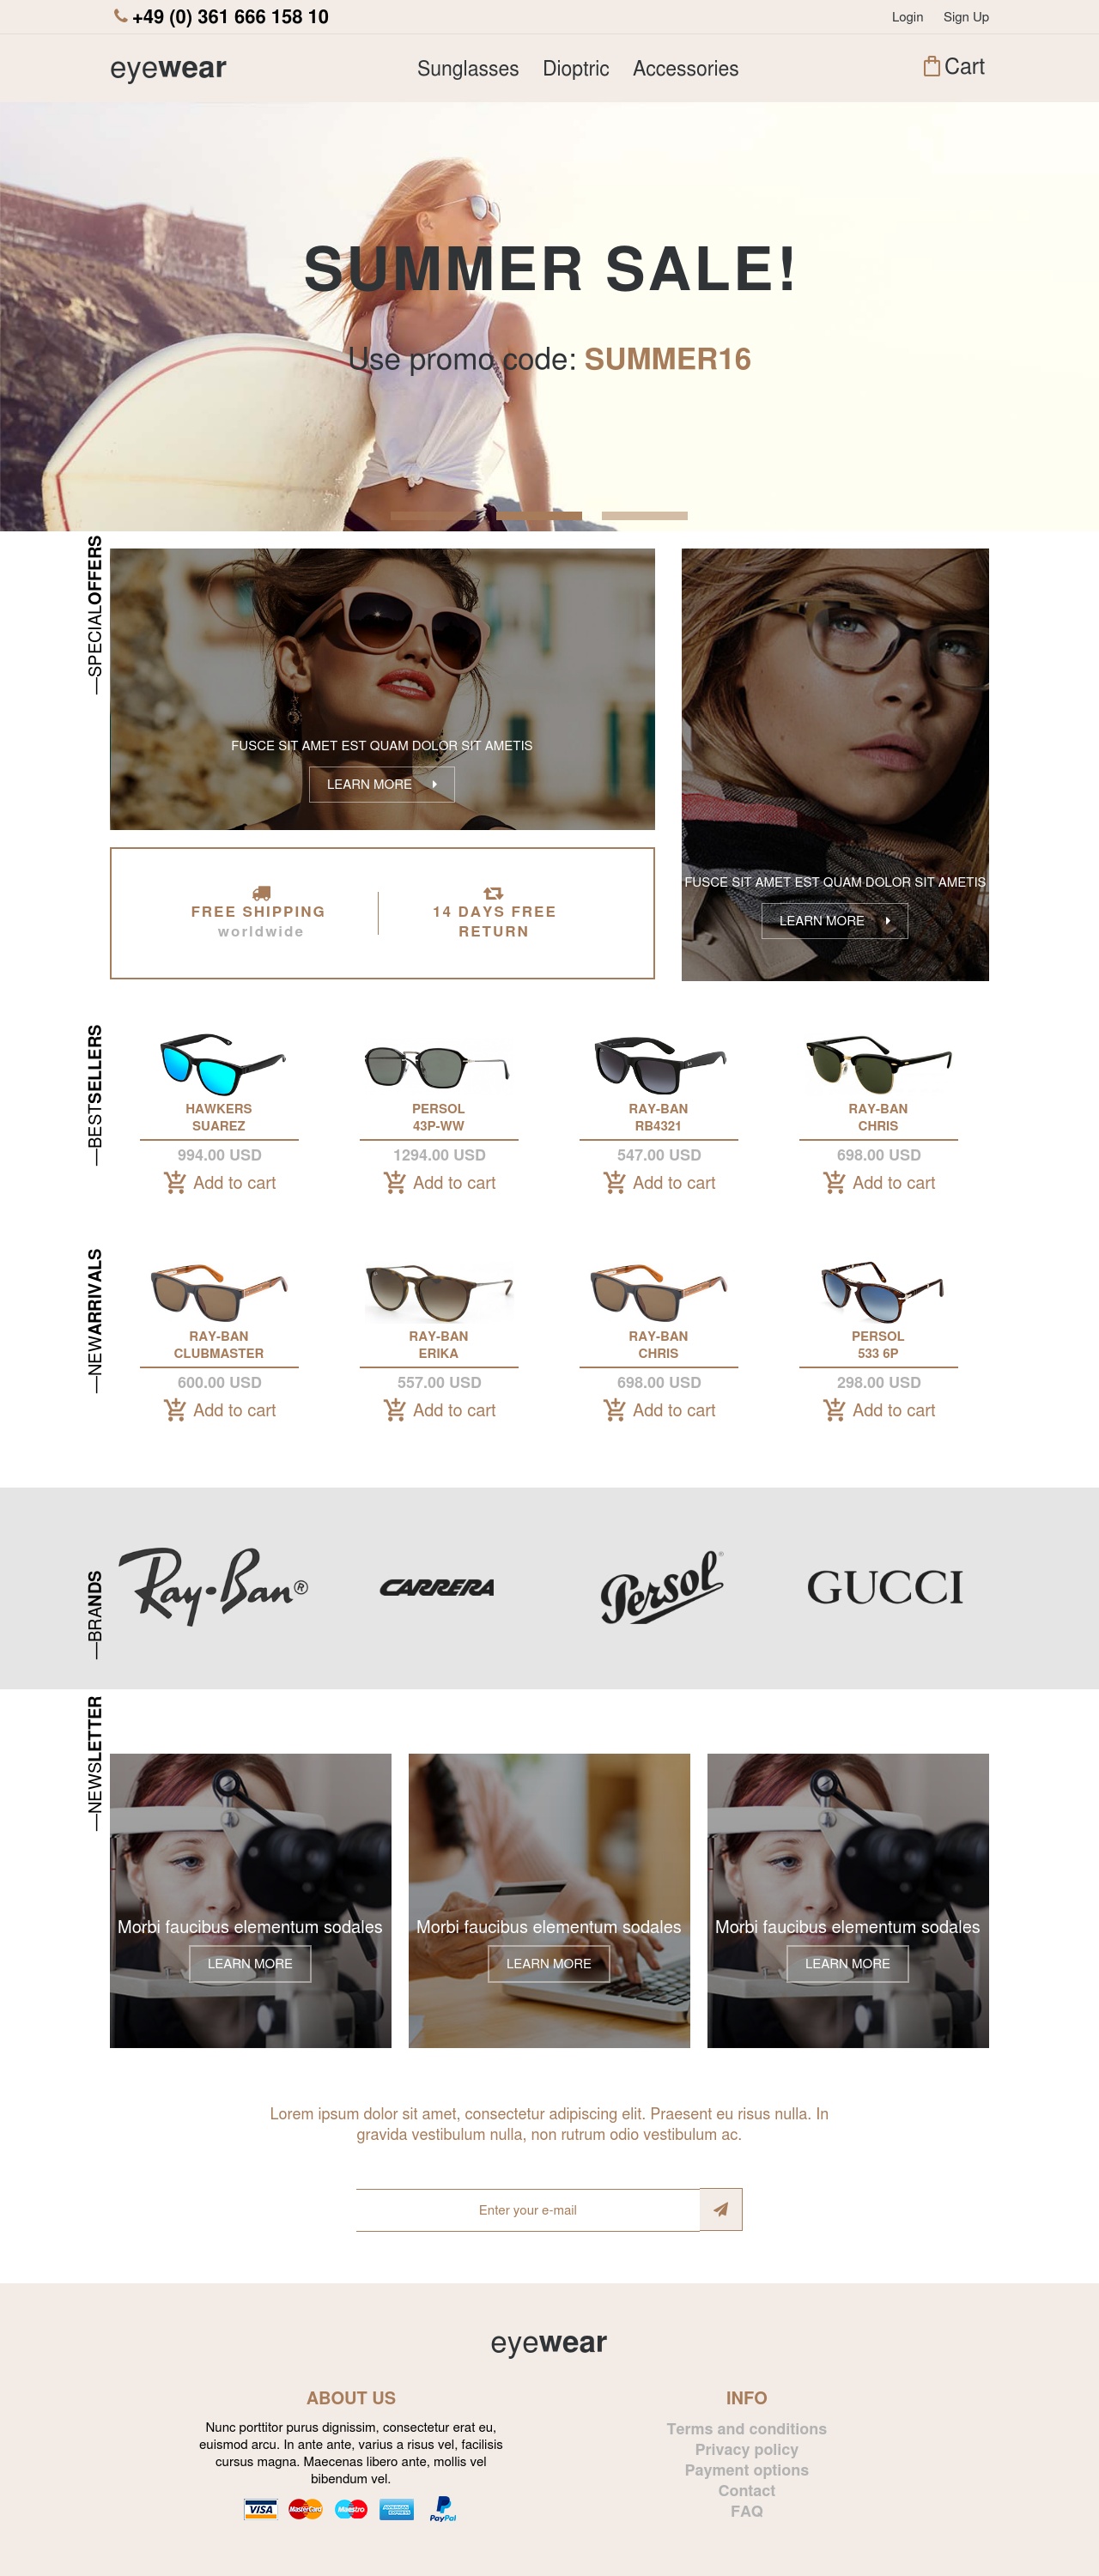 +49 (0) 361 666 158 10
Login Sign Up
eyewear
Sunglasses Dioptric Accessories
Cart
SUMMER SALE!
Use promo code: SUMMER16
—SPECIALOFFERS
FUSCE SIT AMET EST QUAM DOLOR SIT AMETIS
LEARN MORE
FUSCE SIT AMET EST QUAM DOLOR SIT AMETIS
LEARN MORE
FREE SHIPPING
worldwide
14 DAYS FREE
RETURN
—BESTSELLERS
HAWKERS
SUAREZ
994.00 USD
Add to cart
PERSOL
43P-WW
1294.00 USD
Add to cart
RAY-BAN
RB4321
547.00 USD
Add to cart
RAY-BAN
CHRIS
698.00 USD
Add to cart
—NEWARRIVALS
RAY-BAN
CLUBMASTER
600.00 USD
Add to cart
RAY-BAN
ERIKA
557.00 USD
Add to cart
RAY-BAN
CHRIS
698.00 USD
Add to cart
PERSOL
533 6P
298.00 USD
Add to cart
—BRANDS
Ray-Ban®
CARRERA
Persol®
GUCCI
—NEWSLETTER
Morbi faucibus elementum sodales
LEARN MORE
Morbi faucibus elementum sodales
LEARN MORE
Morbi faucibus elementum sodales
LEARN MORE
Lorem ipsum dolor sit amet, consectetur adipiscing elit. Praesent eu risus nulla. In
gravida vestibulum nulla, non rutrum odio vestibulum ac.
Enter your e-mail
eyewear
ABOUT US
Nunc porttitor purus dignissim, consectetur erat eu,
euismod arcu. In ante ante, varius a risus vel, facilisis
cursus magna. Maecenas libero ante, mollis vel
bibendum vel.
VISA MasterCard Maestro AMERICAN EXPRESS PayPal
INFO
Terms and conditions
Privacy policy
Payment options
Contact
FAQ